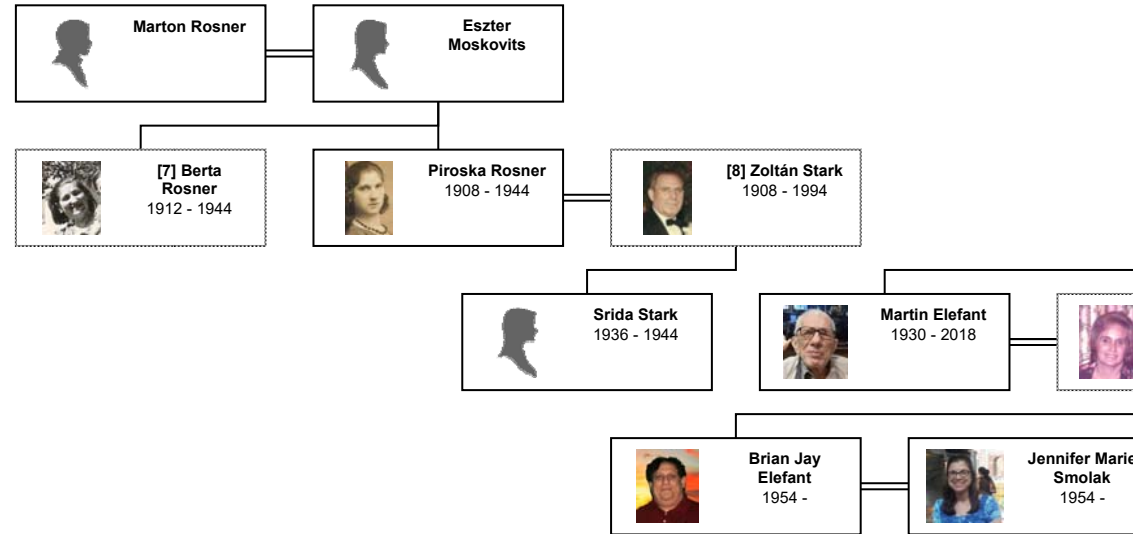 Marton Rosner
Eszter
Moskovits
[7] Berta
Rosner
1912 - 1944
Piroska Rosner
1908 - 1944
[8] Zoltán Stark
1908 - 1994
Srida Stark
1936 - 1944
Martin Elefant
1930 - 2018
Brian Jay
Elefant
1954 -
Jennifer Marie
Smolak
1954 -